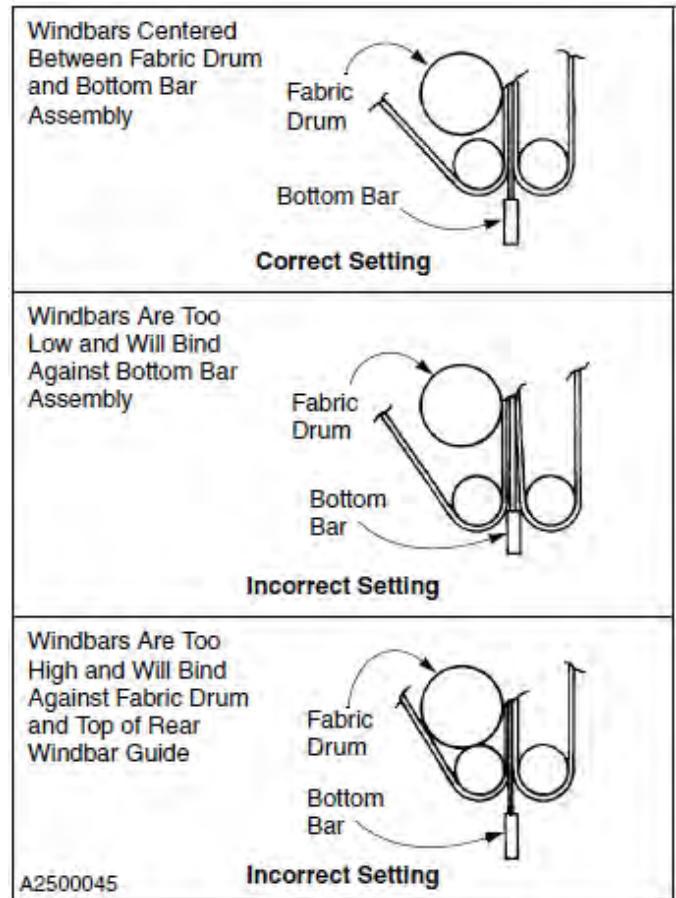 Windbars Centered
Between Fabric Drum
and Bottom Bar
Assembly
Fabric
Drum
Bottom Bar
Correct Setting
Windbars Are Too
Low and Will Bind
Against Bottom Bar
Assembly
Fabric
Drum
Bottom
Bar
Incorrect Setting
Windbars Are Too
High and Will Bind
Against Fabric Drum
and Top of Rear
Windbar Guide
Fabric
Drum
Bottom
Bar
A2500045
Incorrect Setting